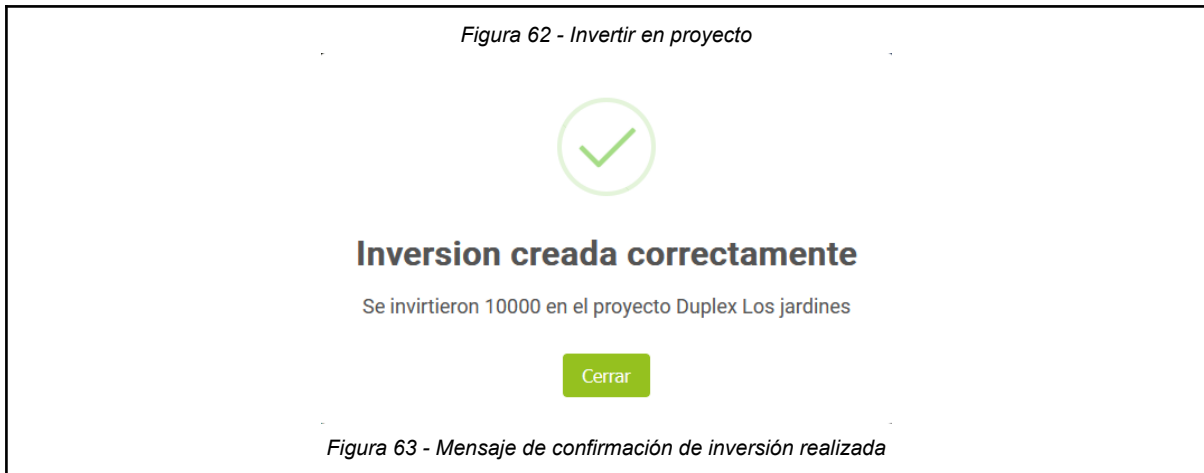 Figura 62 - Invertir en proyecto
Inversion creada correctamente
Se invirtieron 10000 en el proyecto Duplex Los jardines
Cerrar
Figura 63 - Mensaje de confirmación de inversión realizada